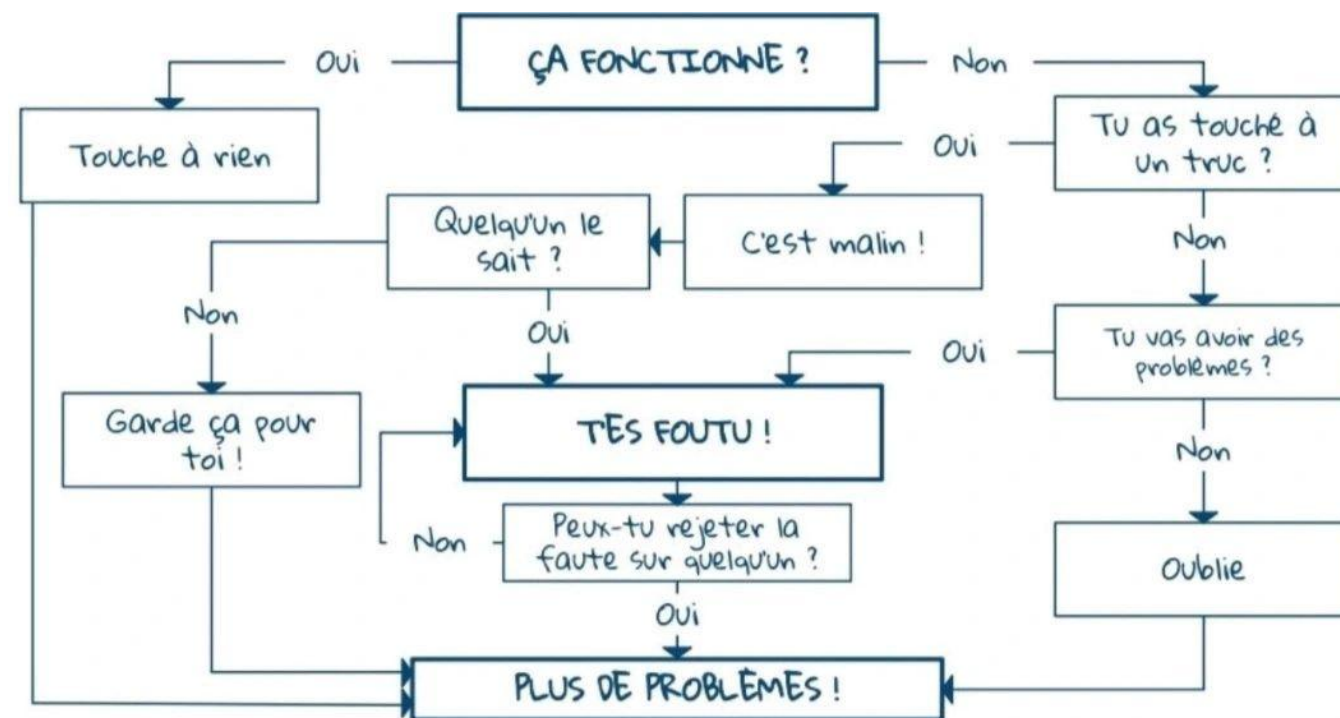 ÇA FONCTIONNE ?
Oui
Non
Touche à rien
Tu as touché à
un truc ?
Oui
Non
C'est malin !
Quelqu'un le
sait ?
Non
Oui
Garde ça pour
toi !
Tu vas avoir des
problèmes ?
Oui
Non
T'ES FOUTU !
Peux-tu rejeter la
faute sur quelqu'un ?
Non
Oui
Oublie
PLUS DE PROBLÈMES !